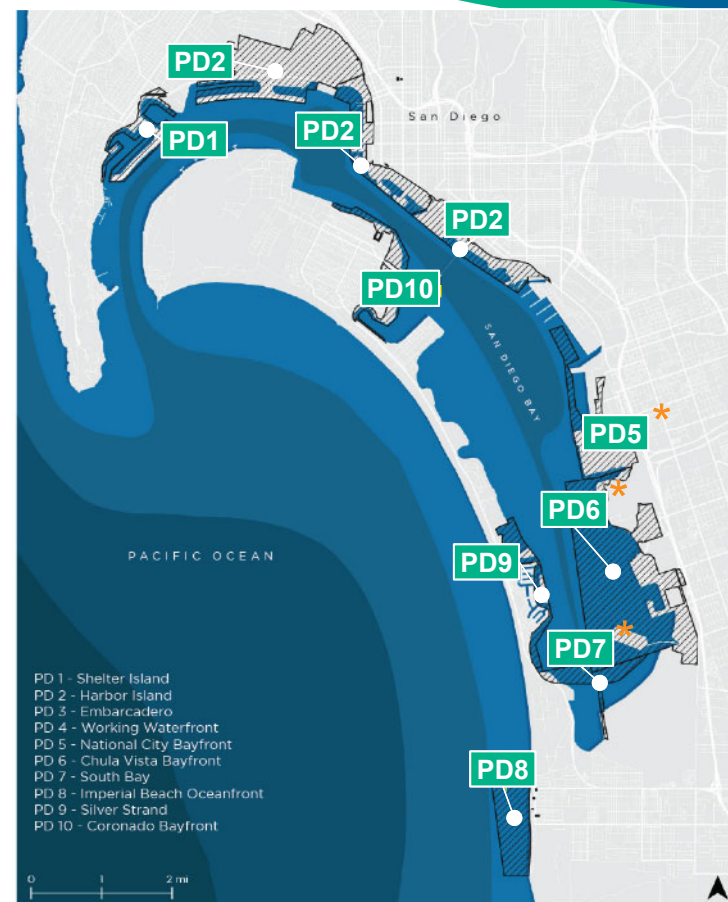 PD2
San Diego
PD1
PD2
PD2
PD10
SAN DIEGO BAY
PD5
*
*
PD6
PACIFIC OCEAN
PD9
*
PD7
PD 1 - Shelter Island
PD 2 - Harbor Island
PD 3 - Embarcadero
PD 4 - Working Waterfront
PD 5 - National City Bayfront
PD 6 - Chula Vista Bayfront
PD 7 - South Bay
PD 8 - Imperial Beach Oceanfront
PD 9 - Silver Strand
PD 10 - Coronado Bayfront
PD8
0 1 2 mi